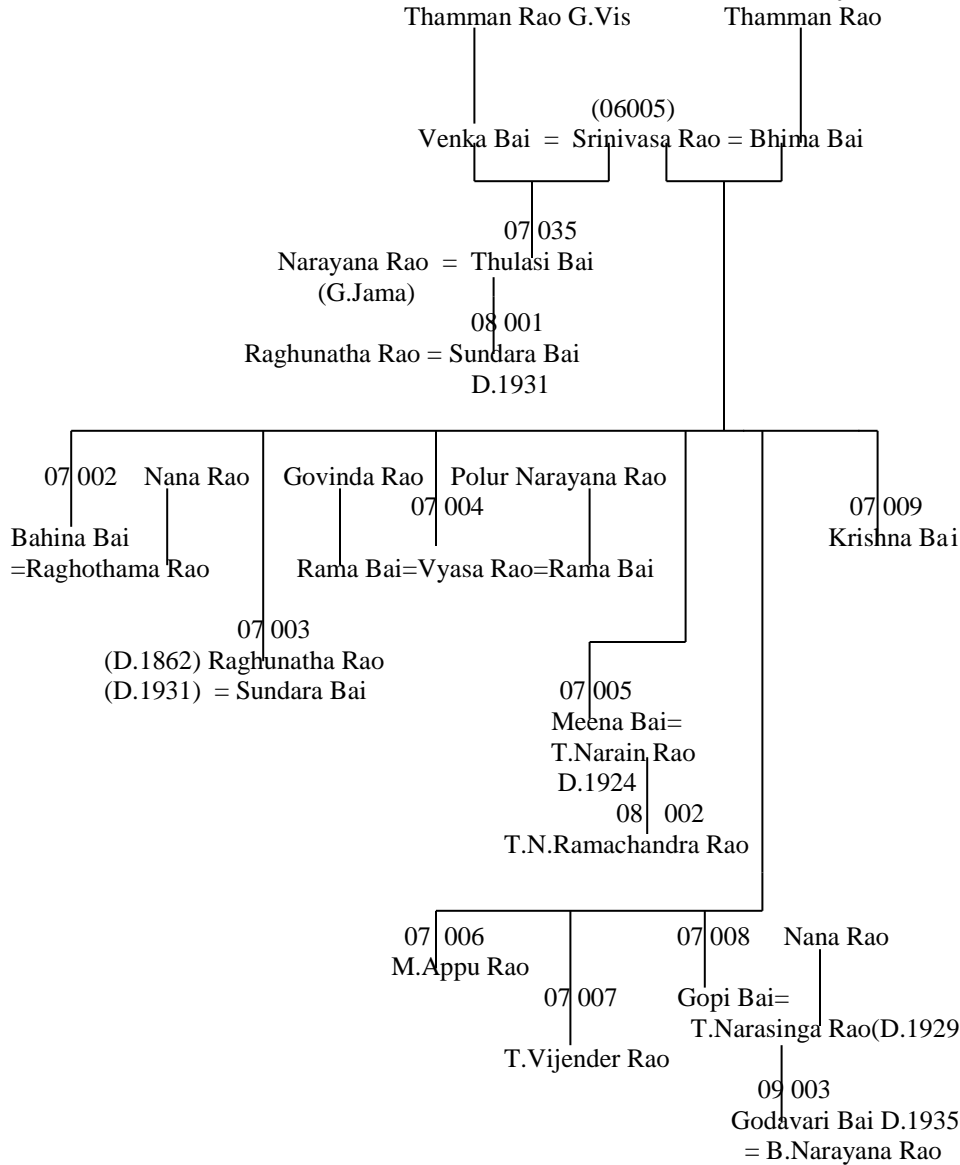 Thamman Rao G.Vis Thamman Rao
(06005)
Venka Bai = Srinivasa Rao = Bhima Bai
07 035
Narayana Rao = Thulasi Bai
(G.Jama)
08 001
Raghunatha Rao = Sundara Bai
D.1931
07 002 Nana Rao Govinda Rao Polur Narayana Rao
07 004 07 009
Bahina Bai Krishna Bai
=Raghothama Rao Rama Bai=Vyasa Rao=Rama Bai
07 003
(D.1862) Raghunatha Rao
(D.1931) = Sundara Bai
07 005
Meena Bai=
T.Narain Rao
D.1924
08 002
T.N.Ramachandra Rao
07 006 07 008 Nana Rao
M.Appu Rao
07 007 Gopi Bai=
T.Narasinga Rao(D.1929
T.Vijender Rao
09 003
Godavari Bai D.1935
= B.Narayana Rao